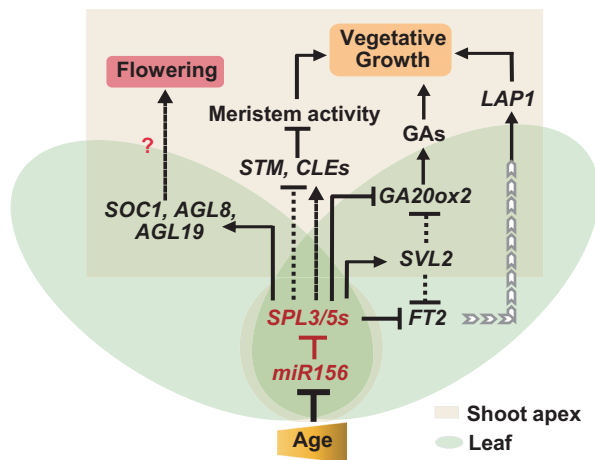 Flowering
Vegetative
Growth
LAP1
Meristem activity
GAs
?
STM, CLEs
GA20ox2
SOC1, AGL8,
AGL19
SVL2
SPL3/5s
FT2
miR156
Age
Shoot apex
Leaf